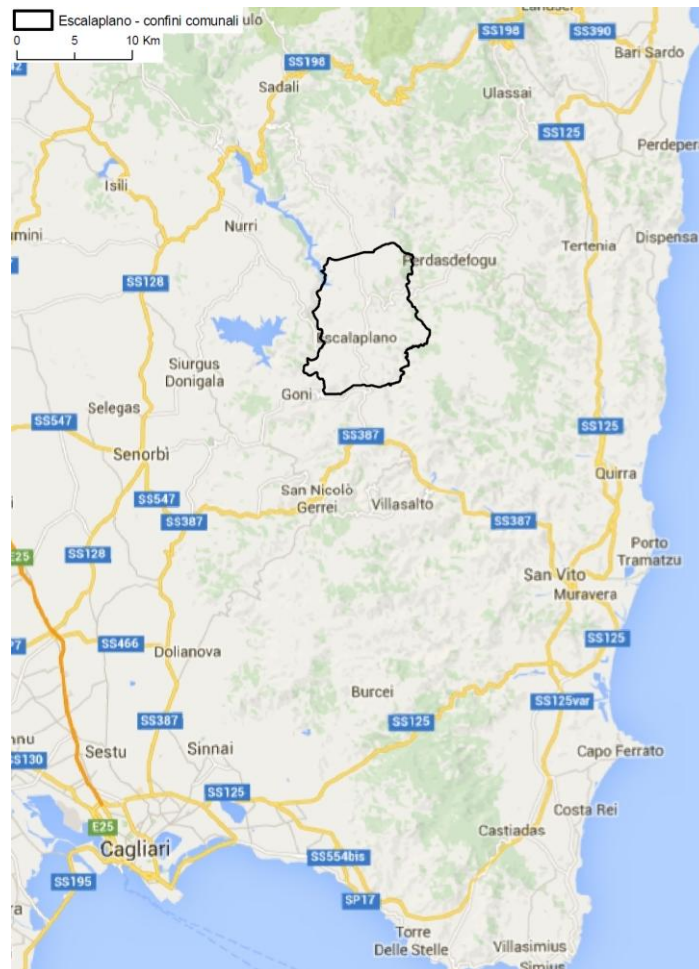 Escalaplano - confini comunali
0 5 10 Km
SS198
SS390
Bari Sardo
SS198
Sadali
Ulassai
SS125
Perdepera
Isili
Nurri
Tertenia
Dispensa
Perdasdefogu
SS128
Escalaplano
Siurgus
Donigala
Goni
Selegas
SS547
SS387
SS125
Senorbì
Quirra
SS547
San Nicolò
Gerrei
Villasalto
SS387
SS387
E25
SS128
Porto
Tramatzu
San Vito
Muravera
SS466
Dolianova
SS125
Burcei
SS125var
SS387
SS125
Sestu
Sinnai
Capo Ferrato
SS130
SS125
Costa Rei
E25
Castiadas
Cagliari
SS554bis
SS195
SP17
Torre
Delle Stelle
Villasimius
Simius